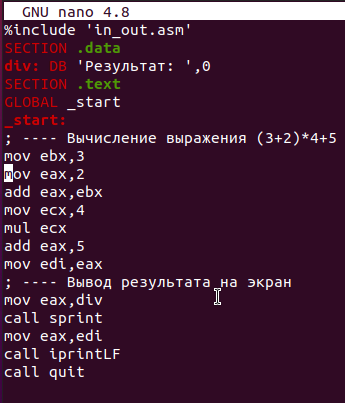 GNU nano 4.8
%include 'in_out.asm'
SECTION .data
div: DB 'Результат: ',0
SECTION .text
GLOBAL _start
_start:
; ---- Вычисление выражения (3+2)*4+5
mov ebx,3
mov eax,2
add eax,ebx
mov ecx,4
mul ecx
add eax,5
mov edi,eax
; ---- Вывод результата на экран
mov eax,div
call sprint
mov eax,edi
call iprintLF
call quit